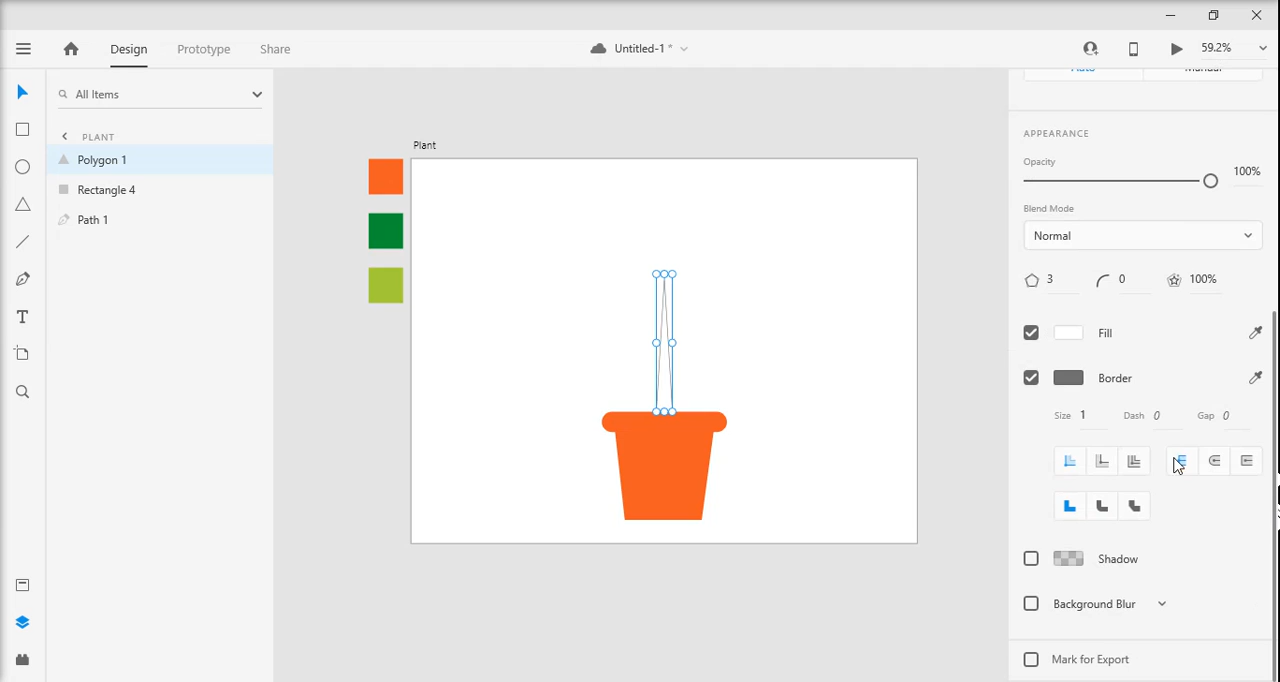 Design Prototype Share Untitled-1 * 59.2%
All Items
PLANT
Polygon 1
Rectangle 4
Path 1
Plant
APPEARANCE
Opacity
100%
Blend Mode
Normal
3 0 100%
Fill
Border
Size 1 Dash 0 Gap 0
Shadow
Background Blur
Mark for Export